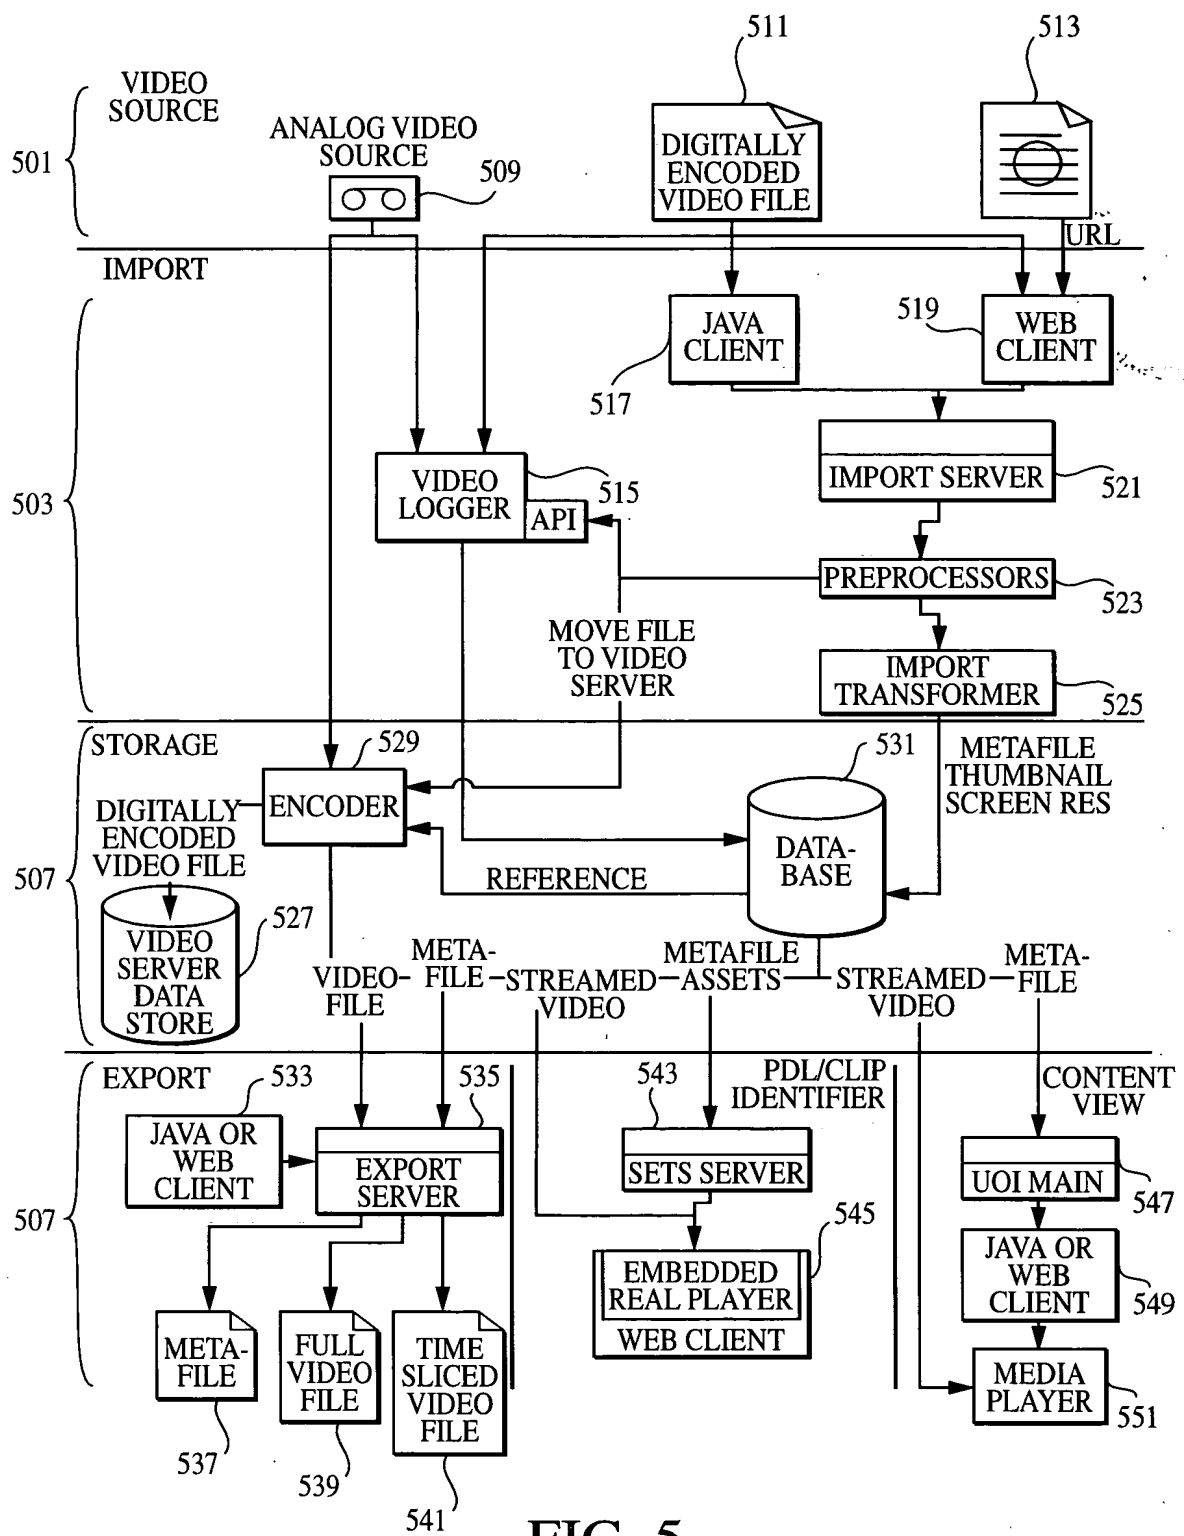 511
513
VIDEO
SOURCE
501
ANALOG VIDEO
SOURCE
509
DIGITALLY
ENCODED
VIDEO FILE
URL
IMPORT
503
JAVA
CLIENT
517
519
WEB
CLIENT
IMPORT SERVER
521
VIDEO
LOGGER
API
515
PREPROCESSORS
523
MOVE FILE
TO VIDEO
SERVER
IMPORT
TRANSFORMER
525
STORAGE
507
529
ENCODER
531
DATA-
BASE
METAFILE
THUMBNAIL
SCREEN RES
DIGITALLY
ENCODED
VIDEO FILE
REFERENCE
527
VIDEO
SERVER
DATA
STORE
VIDEO
FILE
META-
FILE
STREAMED
VIDEO
METAFILE
ASSETS
STREAMED
VIDEO
META-
FILE
EXPORT
507
533
JAVA OR
WEB
CLIENT
535
EXPORT
SERVER
543
PDL/CLIP
IDENTIFIER
SETS SERVER
CONTENT
VIEW
UOI MAIN
547
545
EMBEDDED
REAL PLAYER
WEB CLIENT
JAVA OR
WEB
CLIENT
549
META-
FILE
537
FULL
VIDEO
FILE
539
TIME
SLICED
VIDEO
FILE
541
MEDIA
PLAYER
551
FIG. 5